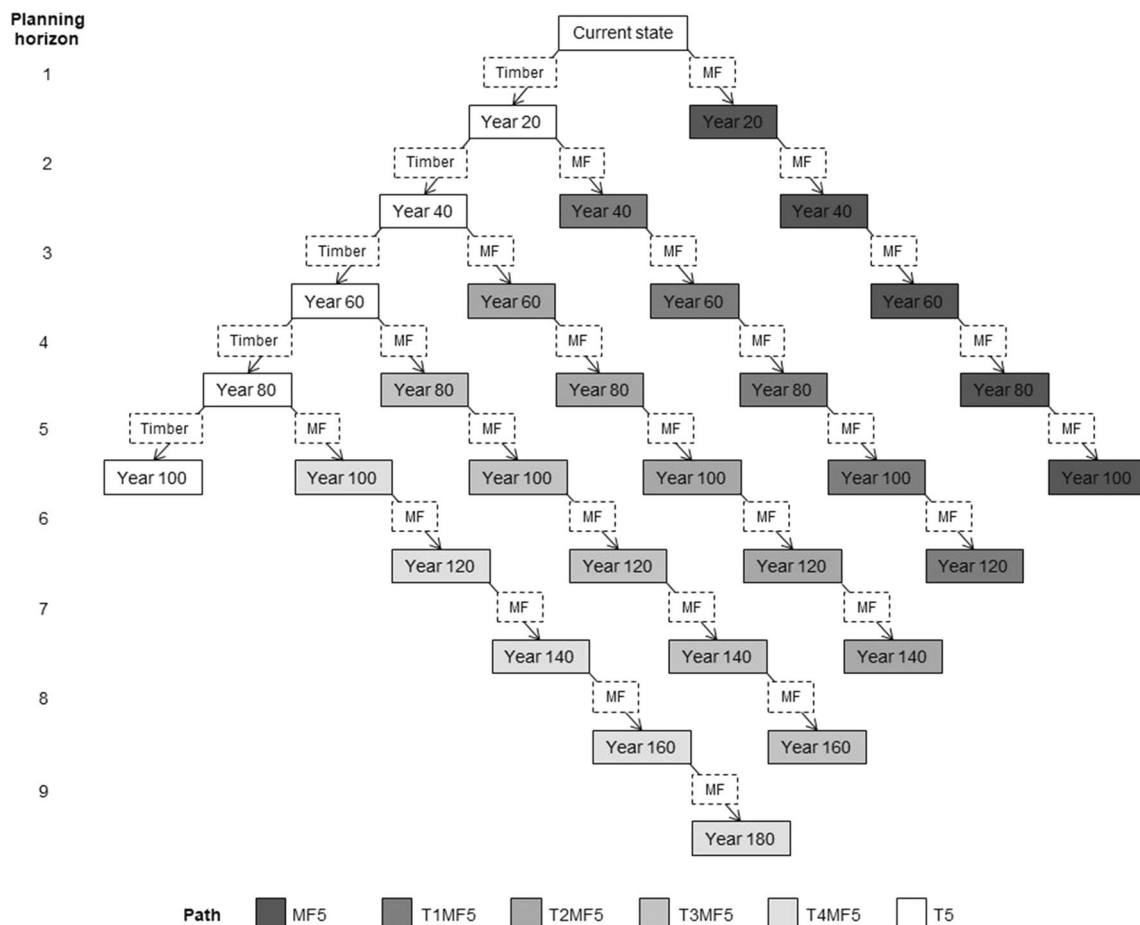 Planning
horizon
Current state
1 Timber MF
Year 20 Year 20
2 Timber MF MF
Year 40 Year 40 Year 40
3 Timber MF MF MF
Year 60 Year 60 Year 60 Year 60
4 Timber MF MF MF MF
Year 80 Year 80 Year 80 Year 80 Year 80
5 Timber MF MF MF MF MF
Year 100 Year 100 Year 100 Year 100 Year 100 Year 100
6 MF MF MF MF
Year 120 Year 120 Year 120 Year 120
7 MF MF MF
Year 140 Year 140 Year 140
8 MF MF
Year 160 Year 160
9 MF
Year 180
Path MF5 T1MF5 T2MF5 T3MF5 T4MF5 T5